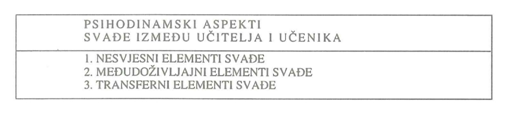 PSIHODINAMSKI ASPEKTI
SVAĐE IZMEĐU UČITELJA I UČENIKA
1. NESVJESNI ELEMENTI SVAĐE
2. MEĐUDOŽIVLJAJNI ELEMENTI SVAĐE
3. TRANSFERNI ELEMENTI SVAĐE